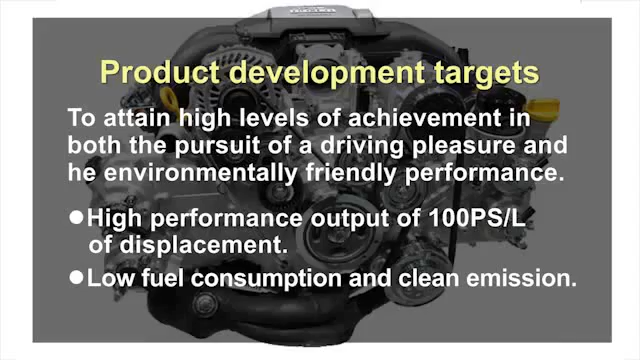 Product development targets
To attain high levels of achievement in
both the pursuit of a driving pleasure and
he environmentally friendly performance.
●High performance output of 100PS/L
of displacement.
●Low fuel consumption and clean emission.